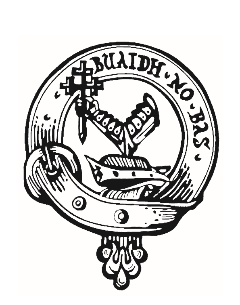 BUAIDH · NO · BAS ·